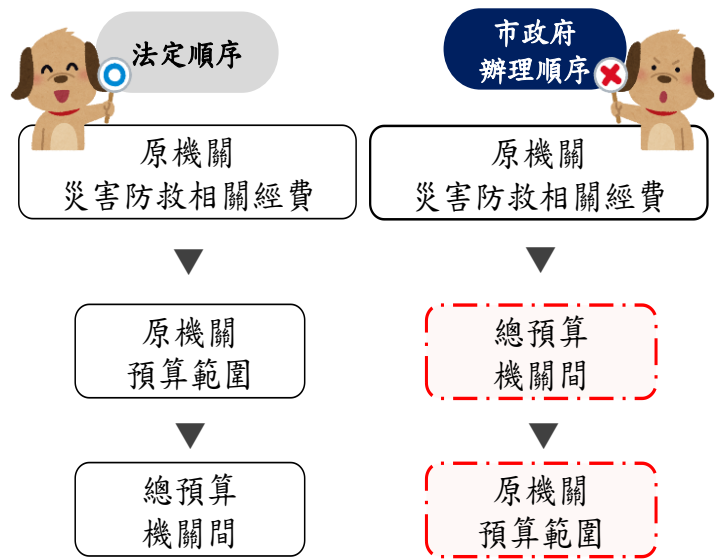 法定順序
原機關
災害防救相關經費
原機關
預算範圍
總預算
機關間
市政府
辦理順序
原機關
災害防救相關經費
總預算
機關間
原機關
預算範圍